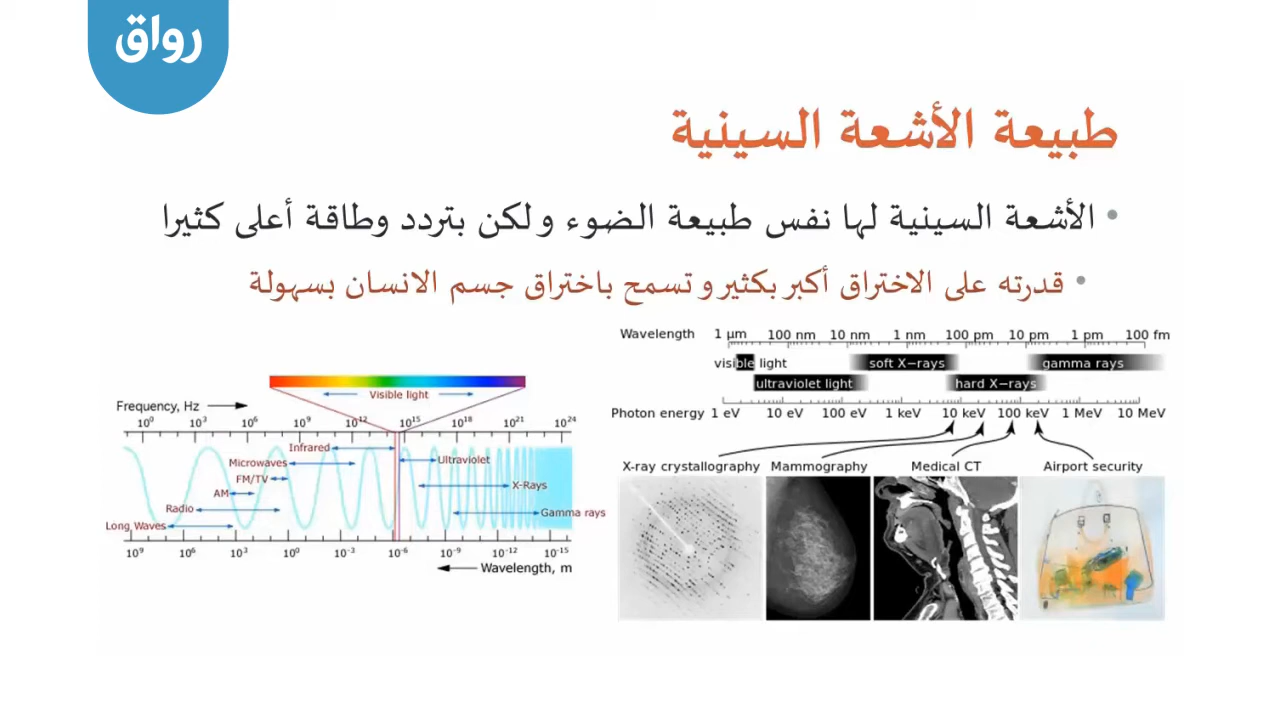 رواق
طبيعة الأشعة السينية
• الأشعة السينية لها نفس طبيعة الضوء ولكن بتردد وطاقة أعلى كثيرا
• قدرته على الاختراق أكبر بكثير و تسمح باختراق جسم الانسان بسهولة
Visible light
Frequency, Hz
10⁰ 10³ 10⁶ 10⁹ 10¹² 10¹⁵ 10¹⁸ 10²¹ 10²⁴
Infrared
Microwaves
Ultraviolet
FM/TV
X-Rays
AM
Radio
Gamma rays
Long Waves
10⁹ 10⁶ 10³ 10⁰ 10⁻³ 10⁻⁶ 10⁻⁹ 10⁻¹² 10⁻¹⁵
Wavelength, m
Wavelength 1 μm 100 nm 10 nm 1 nm 100 pm 10 pm 1 pm 100 fm
visible light soft X−rays gamma rays
ultraviolet light hard X−rays
Photon energy 1 eV 10 eV 100 eV 1 keV 10 keV 100 keV 1 MeV 10 MeV
X-ray crystallography Mammography Medical CT Airport security